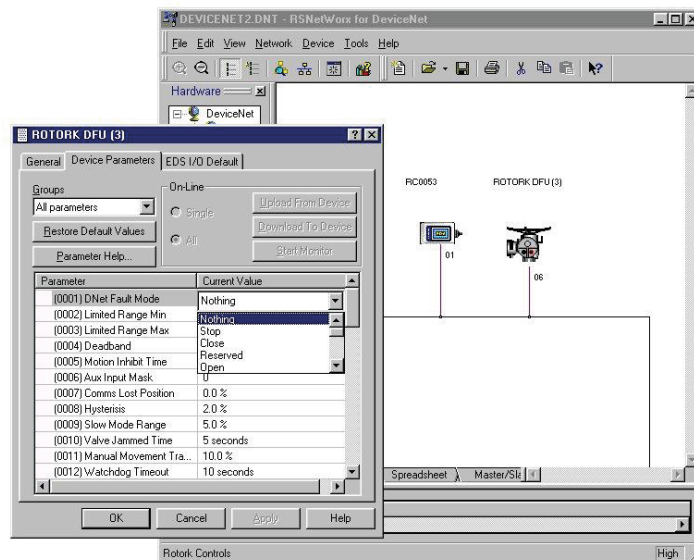 DEVICENET2.DNT - RSNetWorx for DeviceNet
File Edit View Network Device Tools Help
Hardware
DeviceNet
ROTORK DFU (3)
General Device Parameters EDS I/O Default
Groups
All parameters
Restore Default Values
Parameter Help...
On-Line
Single
All
Upload From Device
Download To Device
Start Monitor
Parameter Current Value
(0001) DNet Fault Mode Nothing
(0002) Limited Range Min
(0003) Limited Range Max
(0004) Deadband
(0005) Motion Inhibit Time
(0006) Aux Input Mask 0
Nothing
Stop
Close
Reserved
Open
(0007) Comms Lost Position 0.0 %
(0008) Hysterisis 2.0 %
(0009) Slow Mode Range 5.0 %
(0010) Valve Jammed Time 5 seconds
(0011) Manual Movement Tra... 10.0 %
(0012) Watchdog Timeout 10 seconds
OK Cancel Apply Help
RC0053 ROTORK DFU (3)
01
06
Spreadsheet Master/Sla
Rotork Controls High